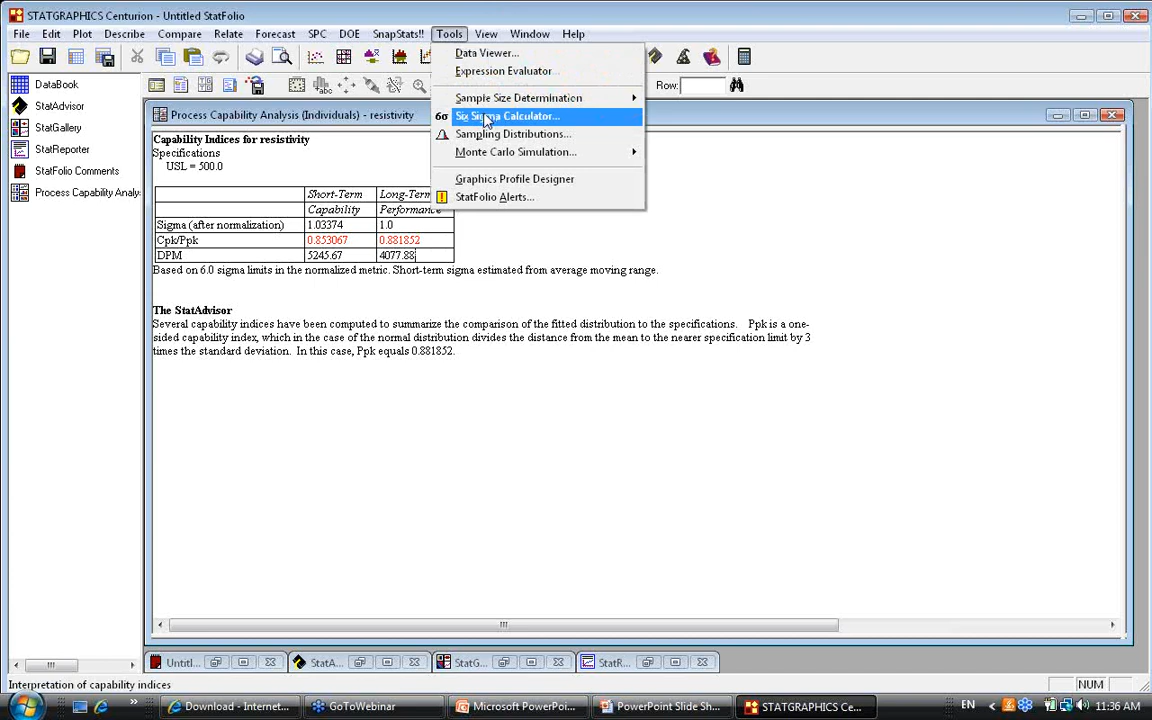 STATGRAPHICS Centurion - Untitled StatFolio
File Edit Plot Describe Compare Relate Forecast SPC DOE SnapStats!! Tools View Window Help
Data Viewer...
Expression Evaluator...
Sample Size Determination
6σ Six Sigma Calculator...
Sampling Distributions...
Monte Carlo Simulation...
Graphics Profile Designer
StatFolio Alerts...
Row:
DataBook
StatAdvisor
StatGallery
StatReporter
StatFolio Comments
Process Capability Analy
Process Capability Analysis (Individuals) - resistivity
Capability Indices for resistivity
Specifications
USL = 500.0
Short-Term Long-Term
Capability Performance
Sigma (after normalization) 1.03374 1.0
Cpk/Ppk 0.853067 0.881852
DPM 5245.67 4077.88
Based on 6.0 sigma limits in the normalized metric. Short-term sigma estimated from average moving range.
The StatAdvisor
Several capability indices have been computed to summarize the comparison of the fitted distribution to the specifications. Ppk is a one-
sided capability index, which in the case of the normal distribution divides the distance from the mean to the nearer specification limit by 3
times the standard deviation. In this case, Ppk equals 0.881852.
Untitl... StatA... StatG... StatR...
Interpretation of capability indices NUM
Download - Internet... GoToWebinar Microsoft PowerPoi... PowerPoint Slide Sh... STATGRAPHICS Ce... EN 11:36 AM